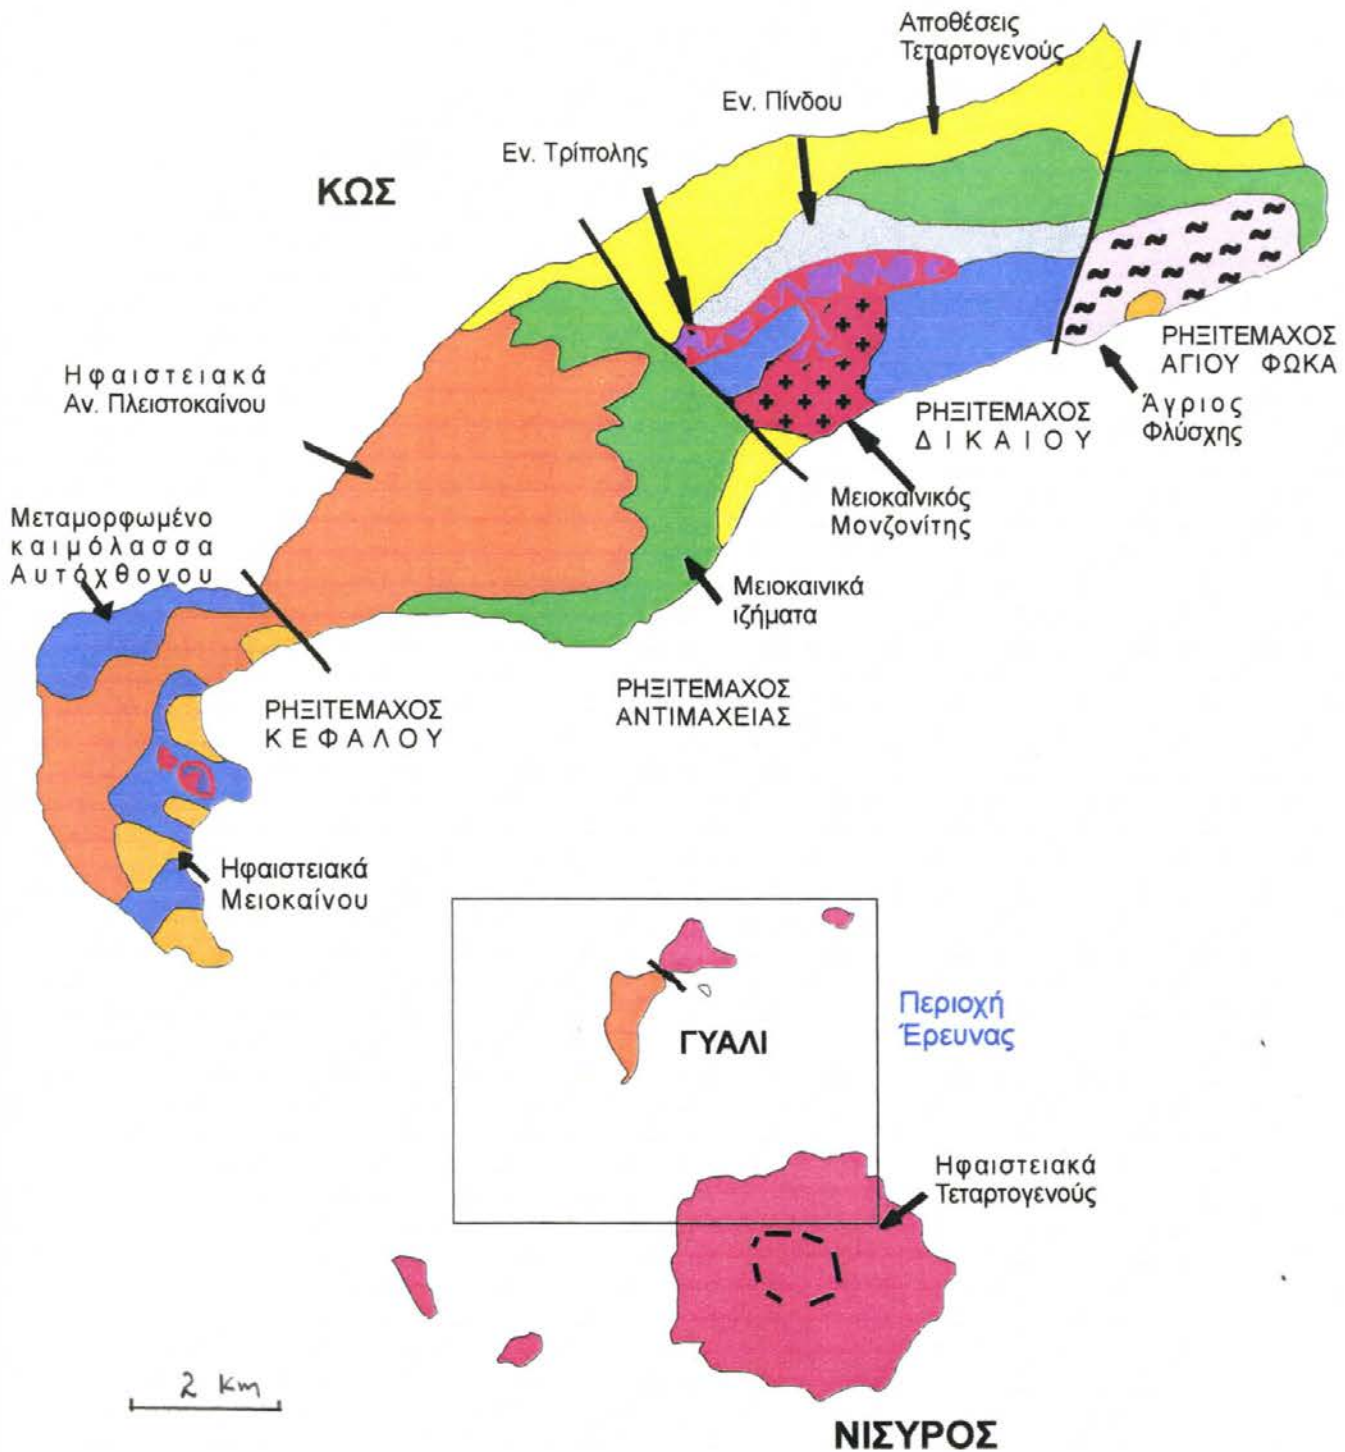 Αποθέσεις
Τεταρτογενούς
Εν. Πίνδου
Εν. Τρίπολης
ΚΩΣ
Ηφαιστειακά
Αν. Πλειστοκαίνου
ΡΗΞΙΤΕΜΑΧΟΣ
ΑΓΙΟΥ ΦΩΚΑ
Άγριος
Φλύσχης
ΡΗΞΙΤΕΜΑΧΟΣ
ΔΙΚΑΙΟΥ
Μειοκαινικός
Μονζονίτης
Μεταμορφωμένο
καιμόλασσα
Αυτόχθονου
Μειοκαινικά
ιζήματα
ΡΗΞΙΤΕΜΑΧΟΣ
ΑΝΤΙΜΑΧΕΙΑΣ
ΡΗΞΙΤΕΜΑΧΟΣ
ΚΕΦΑΛΟΥ
Ηφαιστειακά
Μειοκαίνου
Περιοχή
Έρευνας
ΓΥΑΛΙ
Ηφαιστειακά
Τεταρτογενούς
2 Km
ΝΙΣΥΡΟΣ